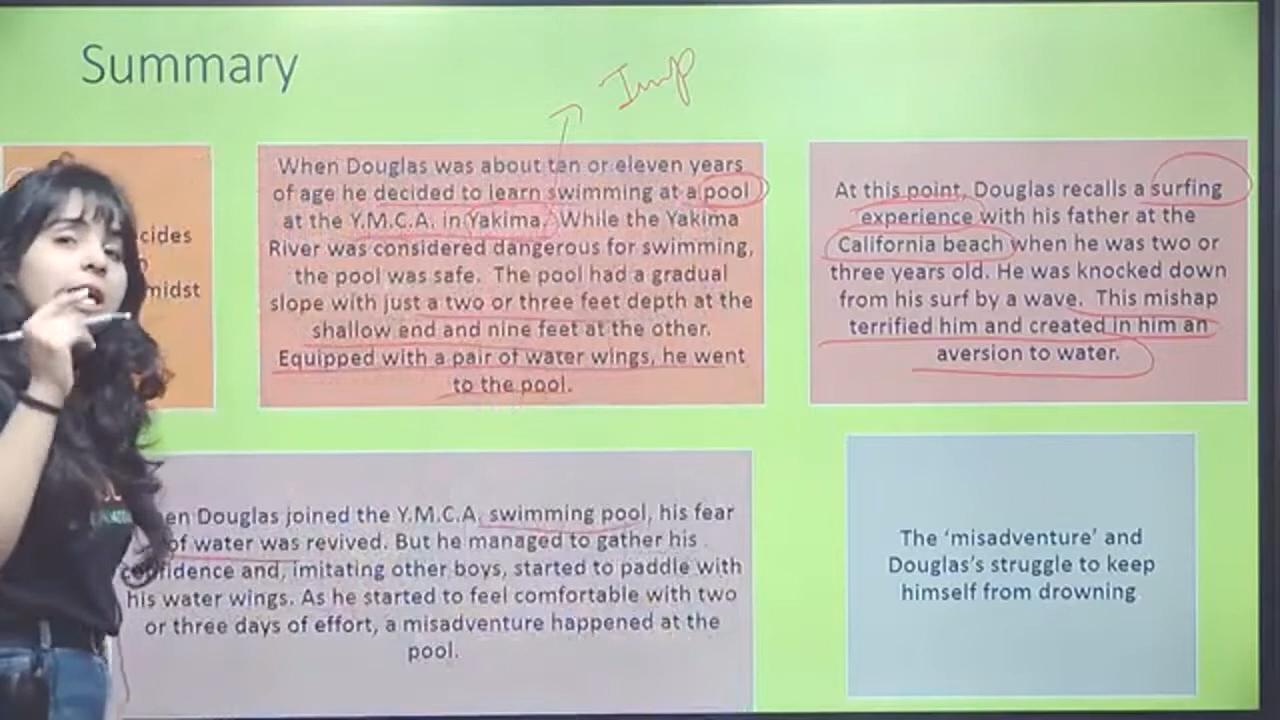 Summary
Imp
cides
midst
When Douglas was about ten or eleven years
of age he decided to learn swimming at a pool
at the Y.M.C.A. in Yakima. While the Yakima
River was considered dangerous for swimming,
the pool was safe. The pool had a gradual
slope with just a two or three feet depth at the
shallow end and nine feet at the other.
Equipped with a pair of water wings, he went
to the pool.
At this point, Douglas recalls a surfing
experience with his father at the
California beach when he was two or
three years old. He was knocked down
from his surf by a wave. This mishap
terrified him and created in him an
aversion to water.
en Douglas joined the Y.M.C.A. swimming pool, his fear
of water was revived. But he managed to gather his
confidence and, imitating other boys, started to paddle with
his water wings. As he started to feel comfortable with two
or three days of effort, a misadventure happened at the
pool.
The ‘misadventure’ and
Douglas’s struggle to keep
himself from drowning